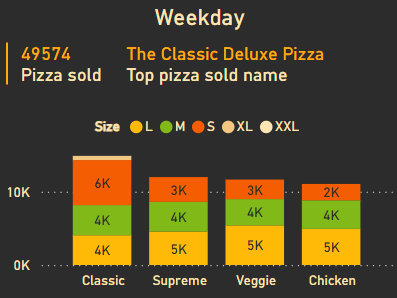 Weekday
49574 The Classic Deluxe Pizza
Pizza sold Top pizza sold name
Size L M S XL XXL
6K 3K 3K 2K
10K
4K 4K 4K 4K
4K 5K 5K 5K
0K
Classic Supreme Veggie Chicken